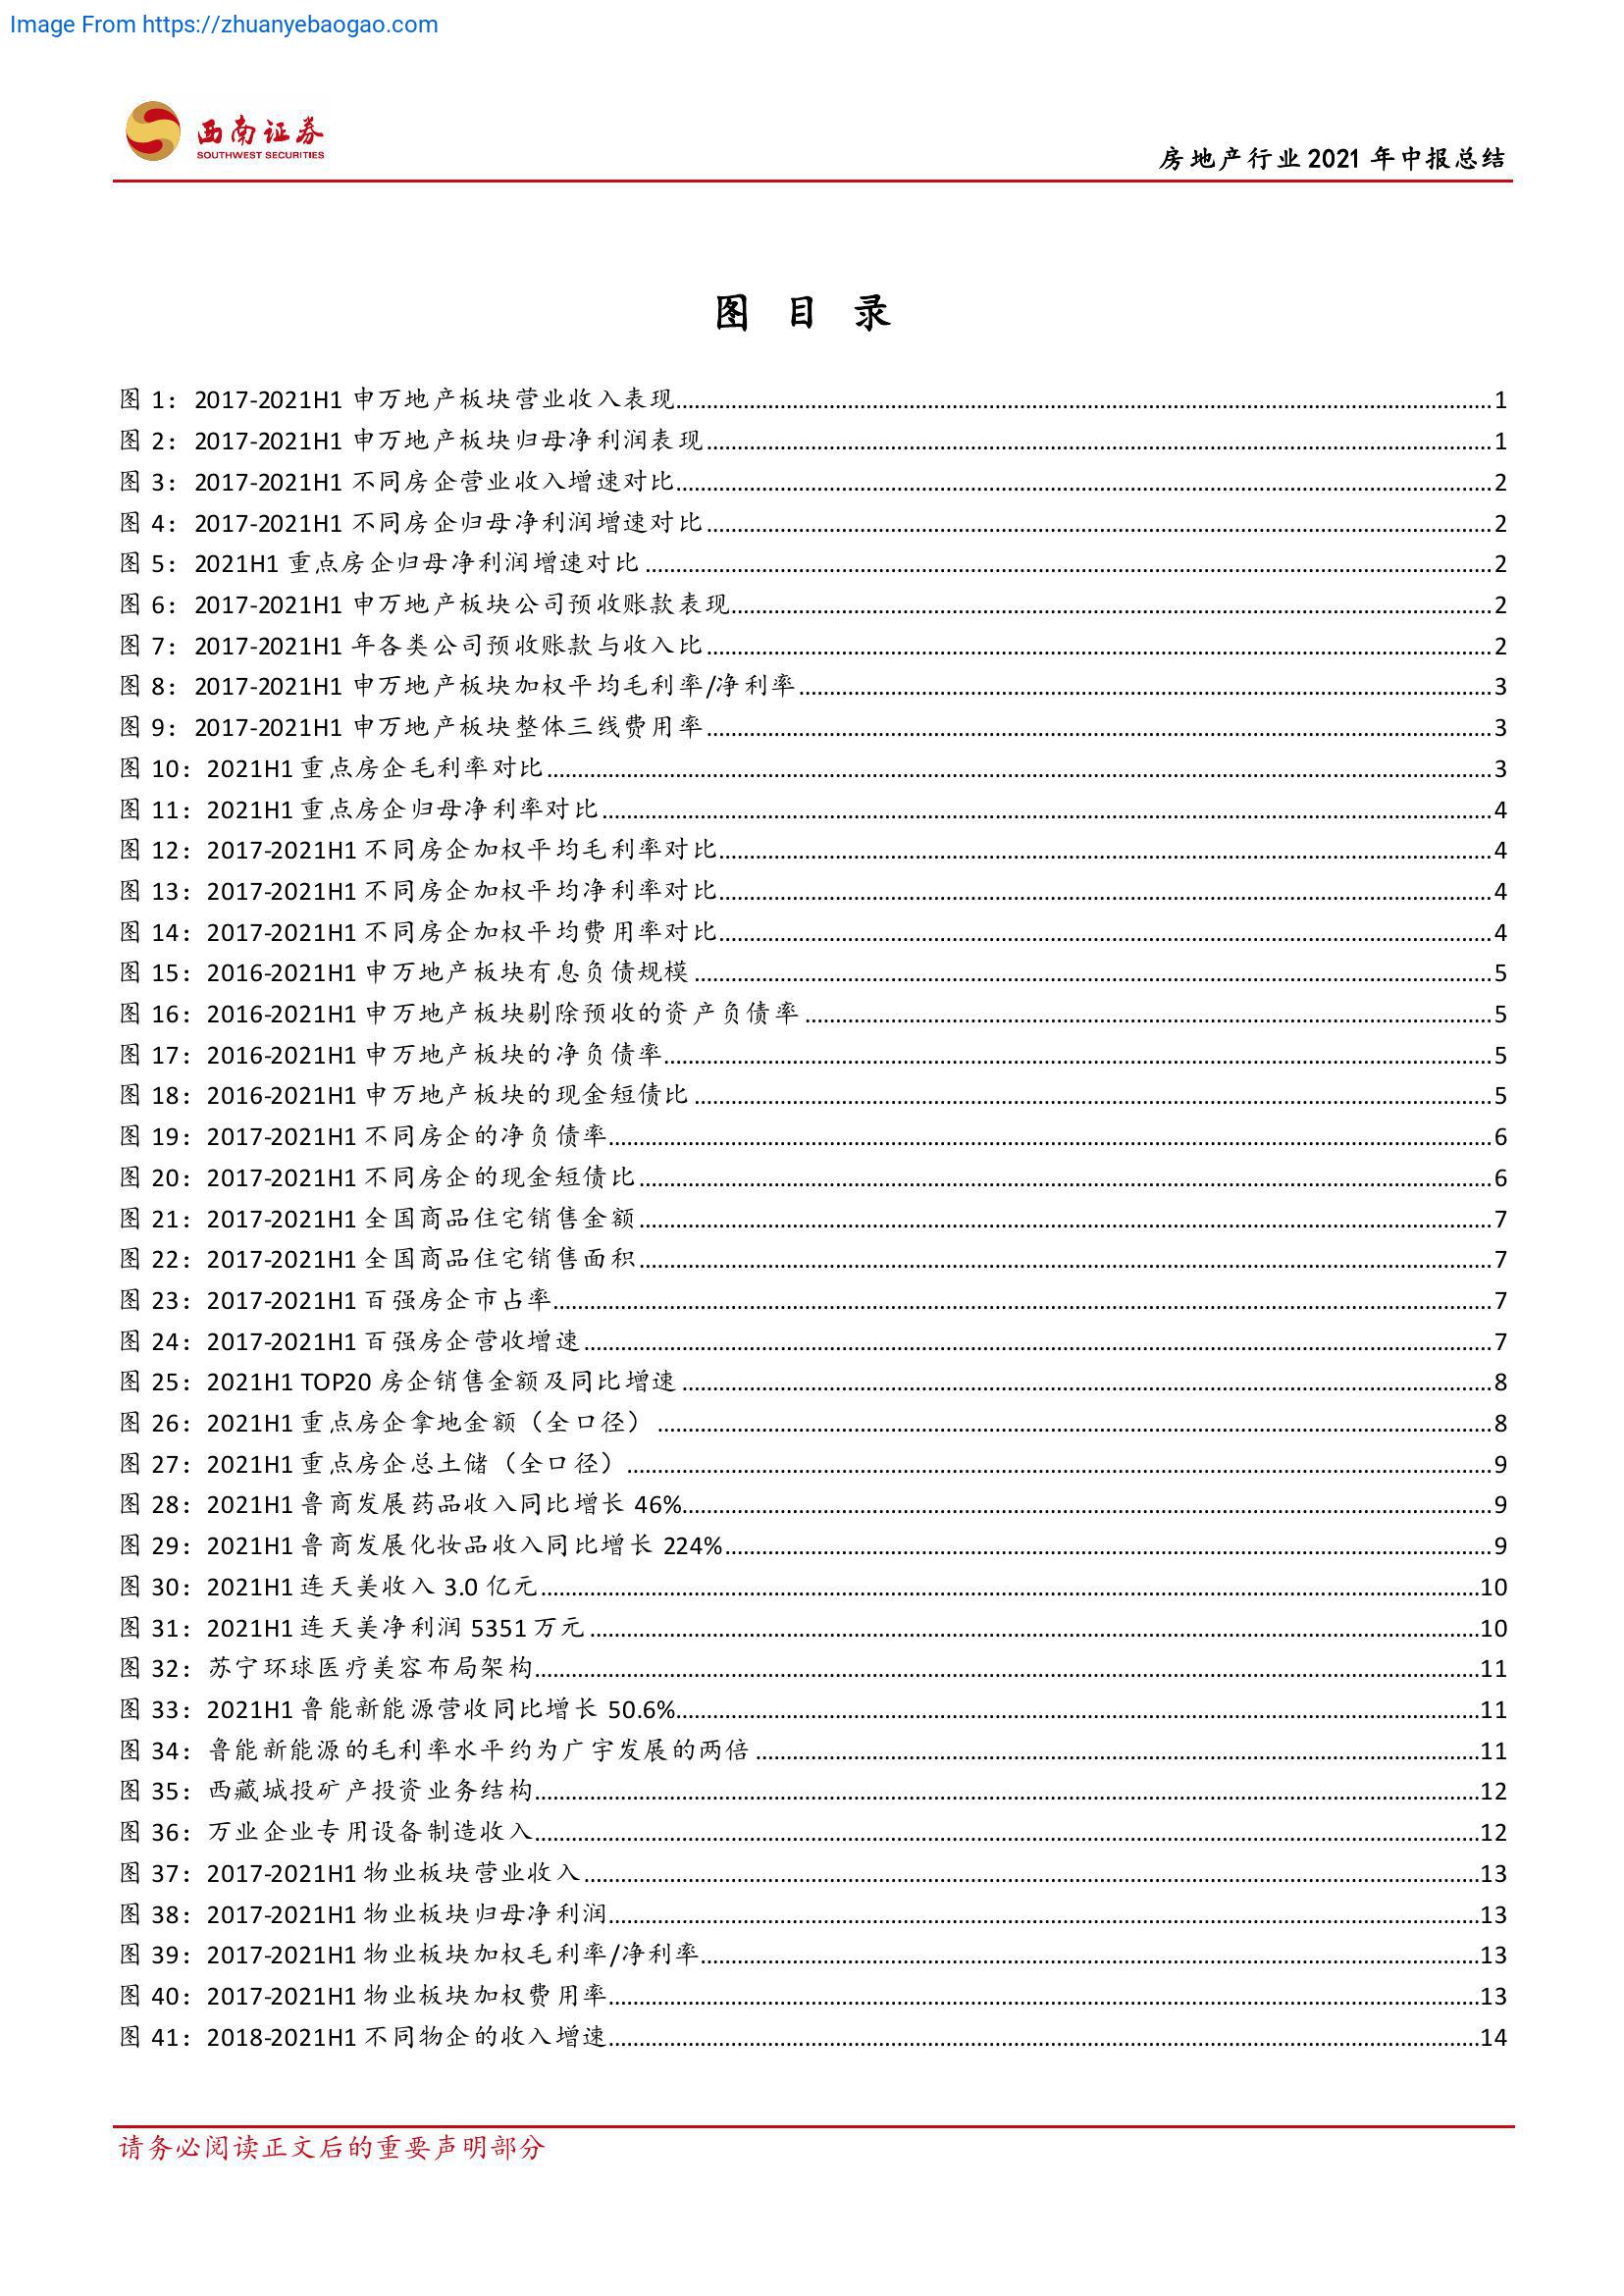 Image From https://zhuanyebaogao.com
西南证券
SOUTHWEST SECURITIES
房地产行业 2021 年中报总结
图 目 录
图 1：2017-2021H1 申万地产板块营业收入表现1
图 2：2017-2021H1 申万地产板块归母净利润表现1
图 3：2017-2021H1 不同房企营业收入增速对比2
图 4：2017-2021H1 不同房企归母净利润增速对比2
图 5：2021H1 重点房企归母净利润增速对比2
图 6：2017-2021H1 申万地产板块公司预收账款表现2
图 7：2017-2021H1 年各类公司预收账款与收入比2
图 8：2017-2021H1 申万地产板块加权平均毛利率/净利率3
图 9：2017-2021H1 申万地产板块整体三线费用率3
图 10：2021H1 重点房企毛利率对比3
图 11：2021H1 重点房企归母净利率对比4
图 12：2017-2021H1 不同房企加权平均毛利率对比4
图 13：2017-2021H1 不同房企加权平均净利率对比4
图 14：2017-2021H1 不同房企加权平均费用率对比4
图 15：2016-2021H1 申万地产板块有息负债规模5
图 16：2016-2021H1 申万地产板块剔除预收的资产负债率5
图 17：2016-2021H1 申万地产板块的净负债率5
图 18：2016-2021H1 申万地产板块的现金短债比5
图 19：2017-2021H1 不同房企的净负债率6
图 20：2017-2021H1 不同房企的现金短债比6
图 21：2017-2021H1 全国商品住宅销售金额7
图 22：2017-2021H1 全国商品住宅销售面积7
图 23：2017-2021H1 百强房企市占率7
图 24：2017-2021H1 百强房企营收增速7
图 25：2021H1 TOP20 房企销售金额及同比增速8
图 26：2021H1 重点房企拿地金额（全口径）8
图 27：2021H1 重点房企总土储（全口径）9
图 28：2021H1 鲁商发展药品收入同比增长 46%9
图 29：2021H1 鲁商发展化妆品收入同比增长 224%9
图 30：2021H1 连天美收入 3.0 亿元10
图 31：2021H1 连天美净利润 5351 万元10
图 32：苏宁环球医疗美容布局架构11
图 33：2021H1 鲁能新能源营收同比增长 50.6%11
图 34：鲁能新能源的毛利率水平约为广宇发展的两倍11
图 35：西藏城投矿产投资业务结构12
图 36：万业企业专用设备制造收入12
图 37：2017-2021H1 物业板块营业收入13
图 38：2017-2021H1 物业板块归母净利润13
图 39：2017-2021H1 物业板块加权毛利率/净利率13
图 40：2017-2021H1 物业板块加权费用率13
图 41：2018-2021H1 不同物企的收入增速14
请务必阅读正文后的重要声明部分